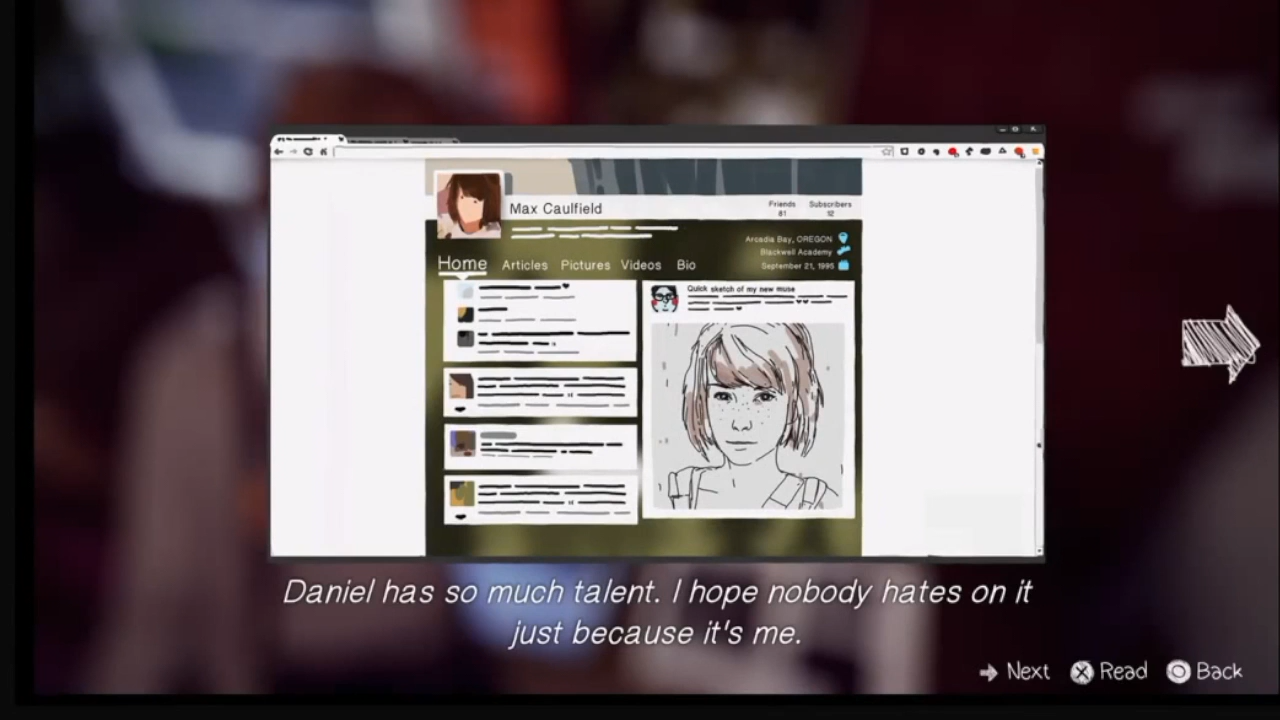 Max Caulfield
Friends
81
Subscribers
12
Arcadia Bay, OREGON
Blackwell Academy
September 21, 1995
Home Articles Pictures Videos Bio
Quick sketch of my new muse
Daniel has so much talent. I hope nobody hates on it
just because it's me.
Next Read Back